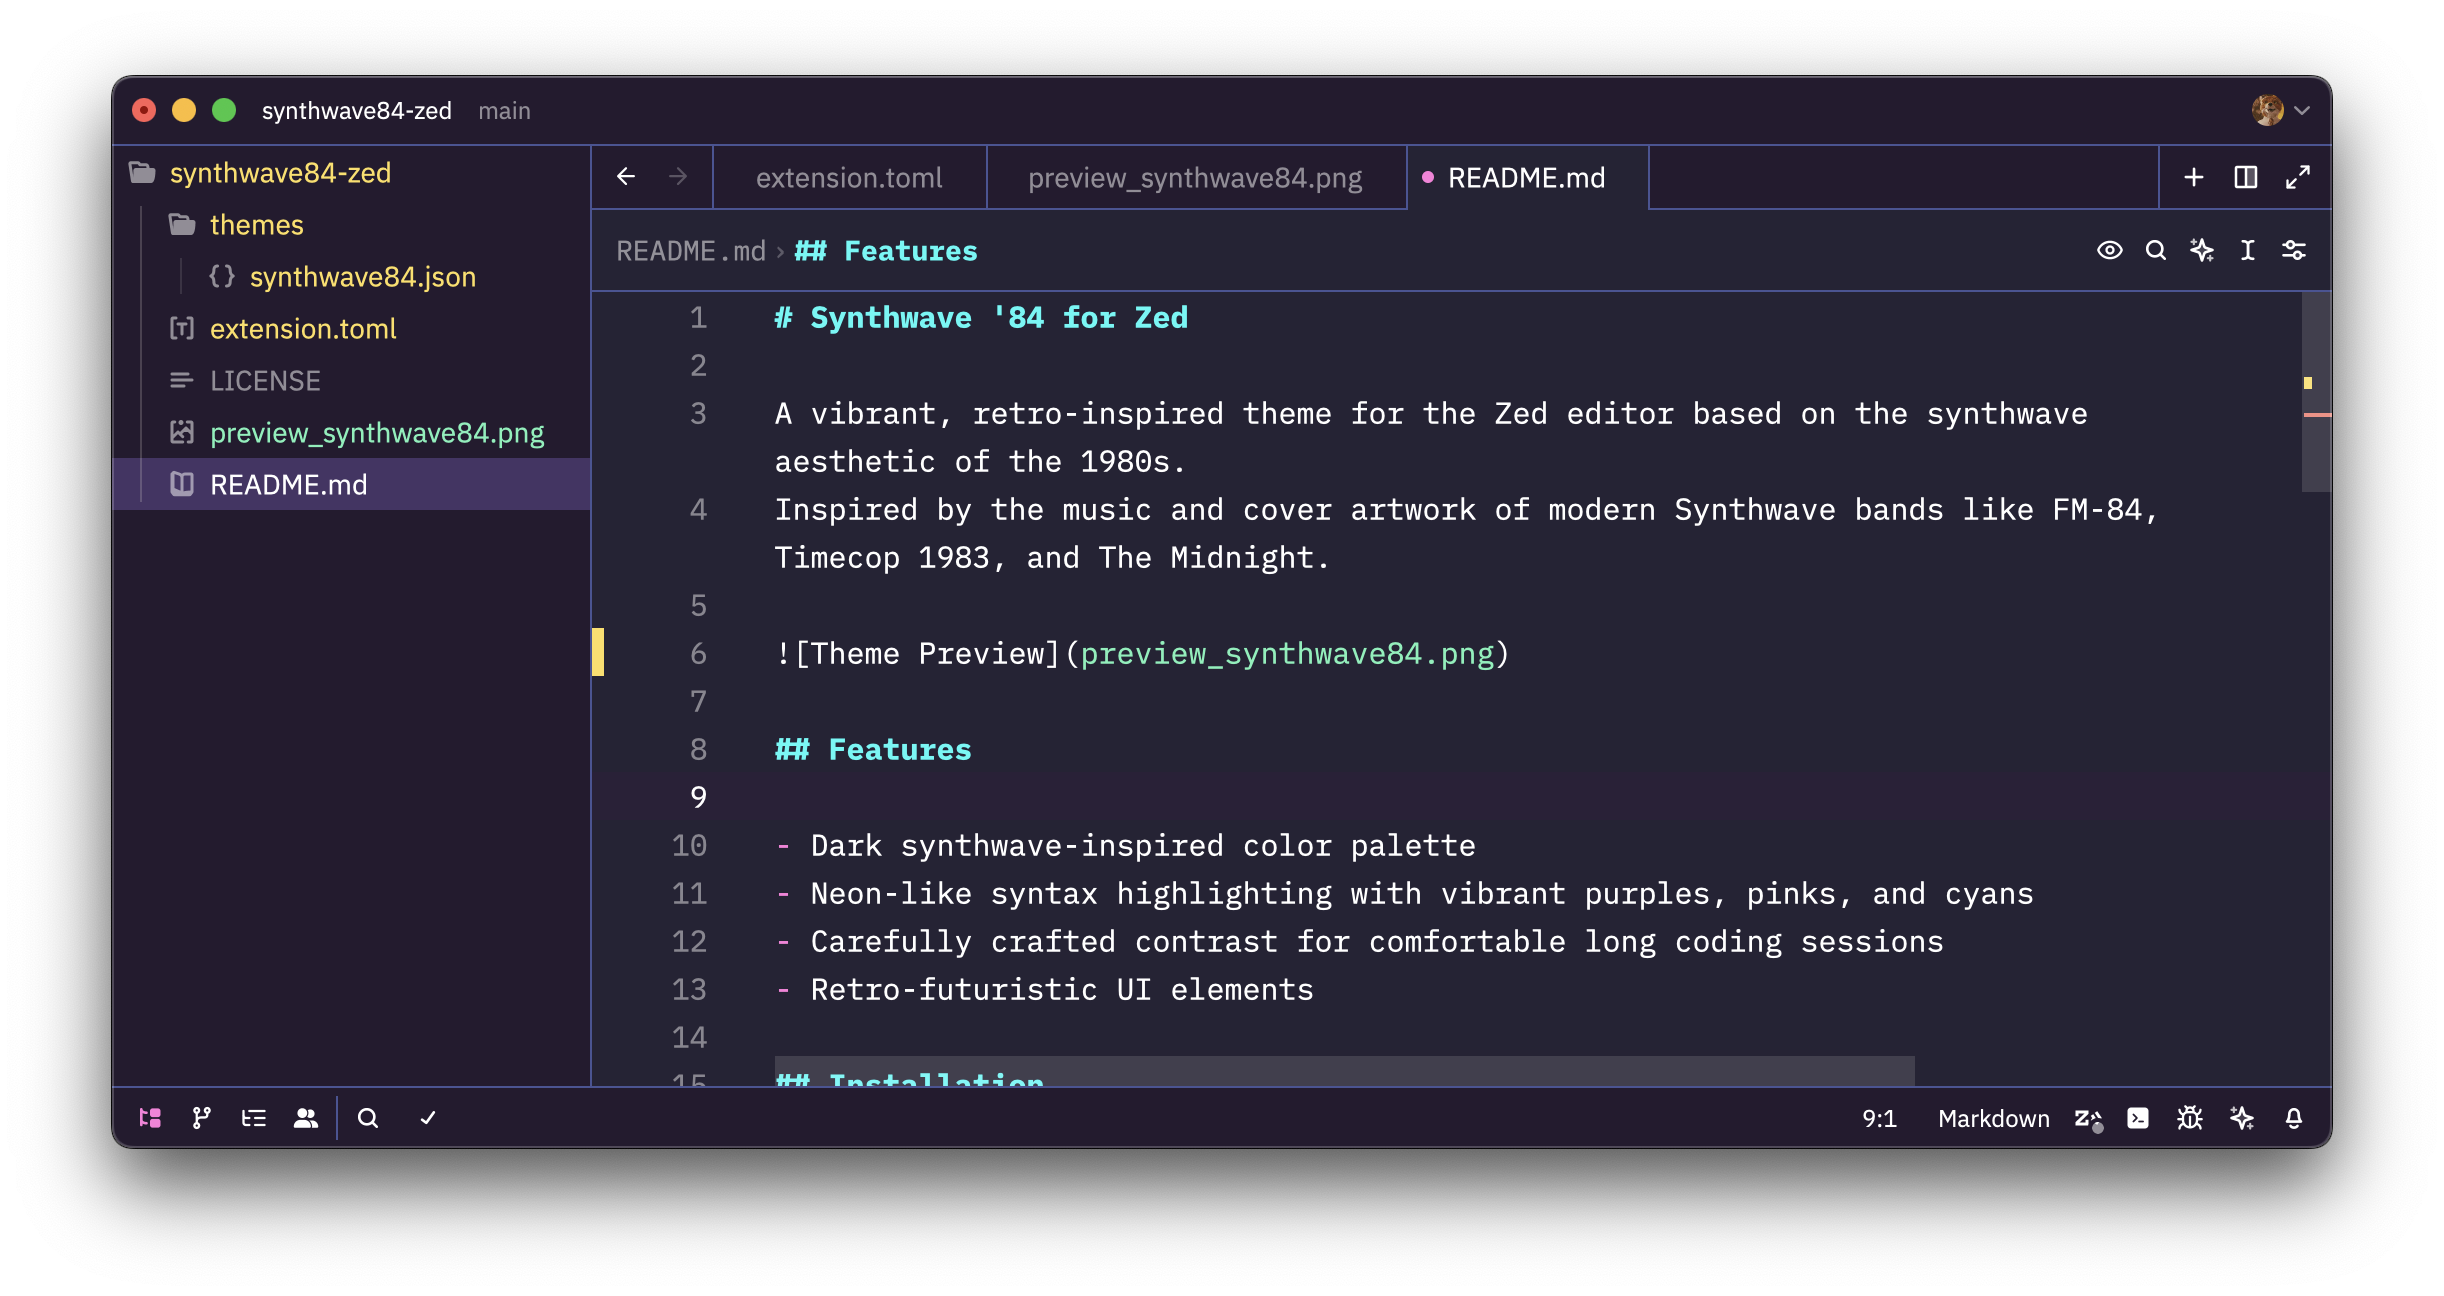 synthwave84-zed main
synthwave84-zed
themes
synthwave84.json
extension.toml
LICENSE
preview_synthwave84.png
README.md
extension.toml
preview_synthwave84.png
README.md
README.md › ## Features
1 # Synthwave '84 for Zed
2
3 A vibrant, retro-inspired theme for the Zed editor based on the synthwave
aesthetic of the 1980s.
4 Inspired by the music and cover artwork of modern Synthwave bands like FM-84,
Timecop 1983, and The Midnight.
5
6 ![Theme Preview](preview_synthwave84.png)
7
8 ## Features
9
10 - Dark synthwave-inspired color palette
11 - Neon-like syntax highlighting with vibrant purples, pinks, and cyans
12 - Carefully crafted contrast for comfortable long coding sessions
13 - Retro-futuristic UI elements
14
15 ## Installation
9:1 Markdown